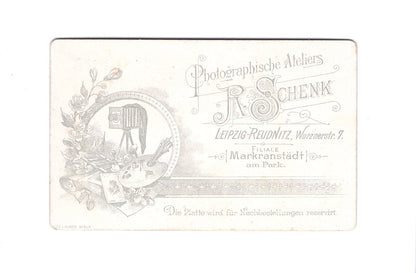 Photographische Ateliers
R. Schenk
Leipzig-Reudnitz, Wurznerstr. 7.
Filiale
Markranstädt
am Park.
Die Platte wird für Nachbestellungen reservirt.